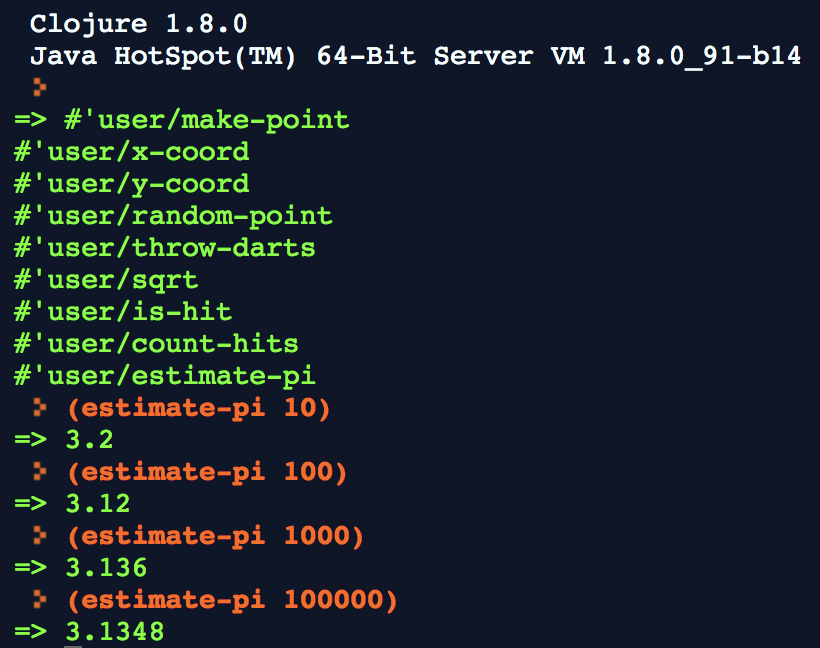 Clojure 1.8.0
Java HotSpot(TM) 64-Bit Server VM 1.8.0_91-b14
=> #'user/make-point
#'user/x-coord
#'user/y-coord
#'user/random-point
#'user/throw-darts
#'user/sqrt
#'user/is-hit
#'user/count-hits
#'user/estimate-pi
(estimate-pi 10)
=> 3.2
(estimate-pi 100)
=> 3.12
(estimate-pi 1000)
=> 3.136
(estimate-pi 100000)
=> 3.1348